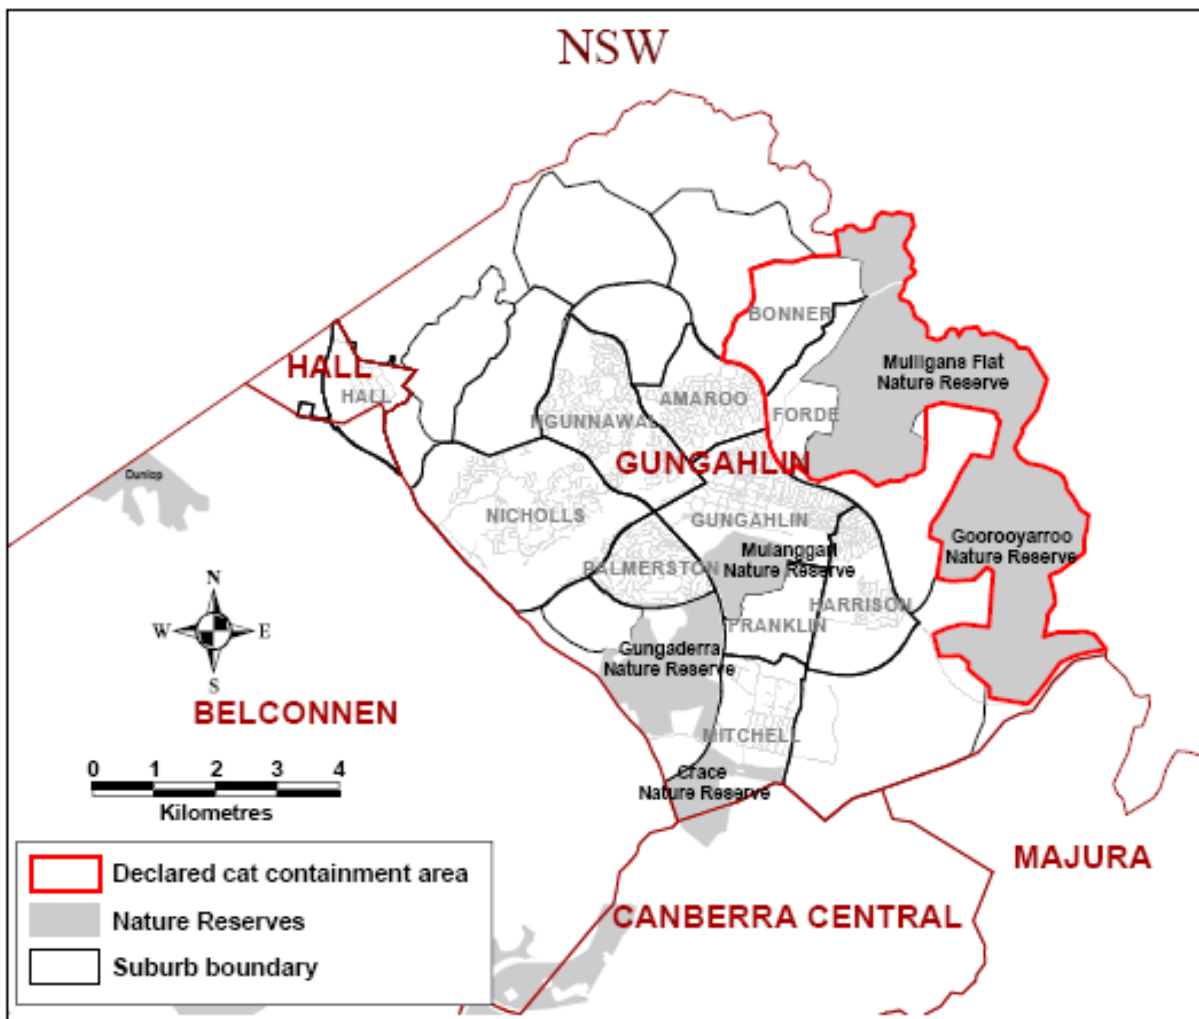 NSW
BONNER
Mulligans Flat
Nature Reserve
HALL
HALL
AMAROO
FORDE
NGUNNAWAL
GUNGAHLIN
Dunlop
NICHOLLS
GUNGAHLIN
Goorooyarroo
Nature Reserve
Mulanggari
Nature Reserve
PALMERSTON
HARRISON
FRANKLIN
Gungaderra
Nature Reserve
N
W
E
S
BELCONNEN
MITCHELL
Crace
Nature Reserve
0 1 2 3 4
Kilometres
MAJURA
Declared cat containment area
CANBERRA CENTRAL
Nature Reserves
Suburb boundary